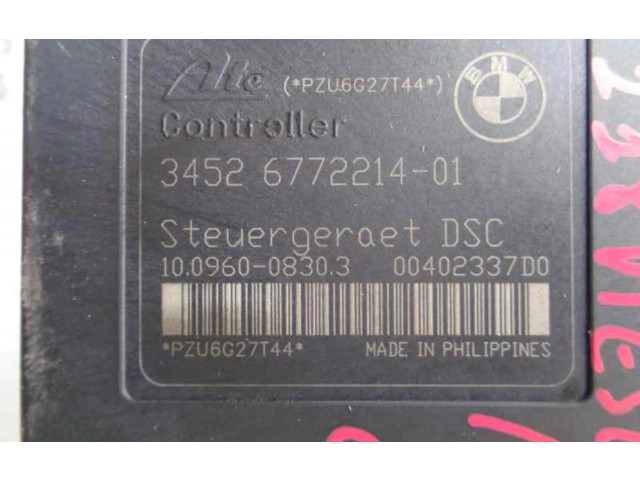 Ate (*PZU6G27T44*) BMW
Controller
3452 6772214-01
Steuergeraet DSC
10.0960-0830.3 00402337D0
*PZU6G27T44* MADE IN PHILIPPINES